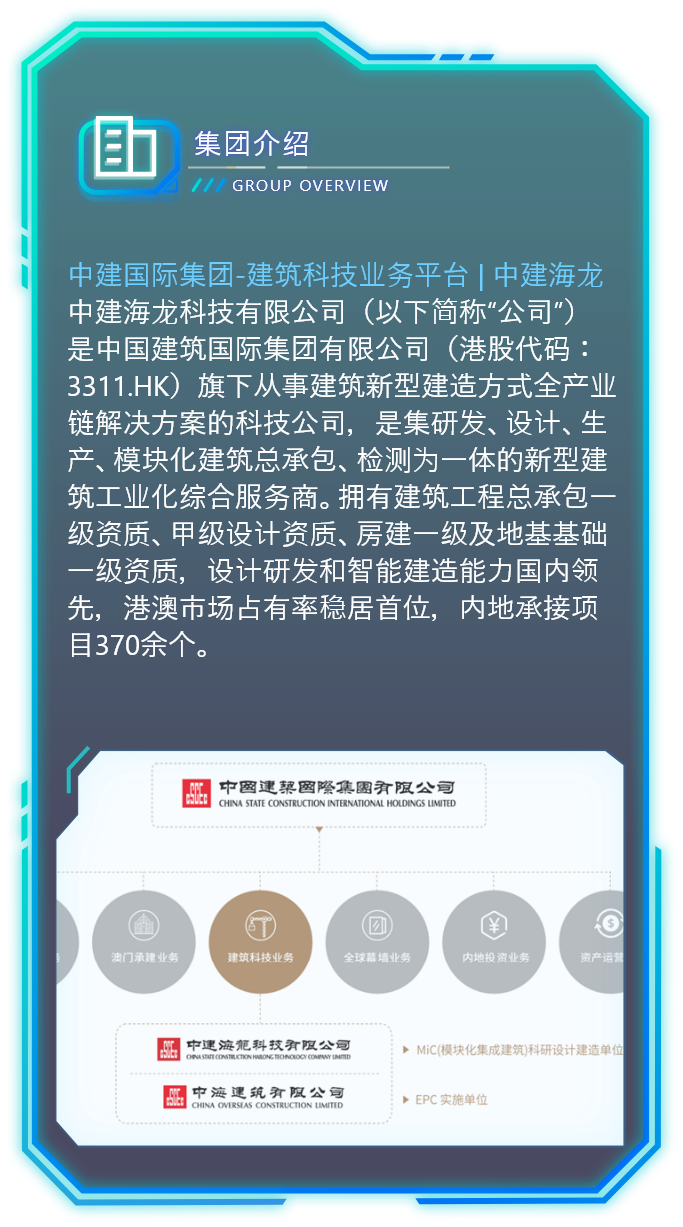 集团介绍
GROUP OVERVIEW
中建国际集团-建筑科技业务平台 | 中建海龙
中建海龙科技有限公司（以下简称“公司”）
是中国建筑国际集团有限公司（港股代码：
3311.HK）旗下从事建筑新型建造方式全产业
链解决方案的科技公司，是集研发、设计、生
产、模块化建筑总承包、检测为一体的新型建
筑工业化综合服务商。拥有建筑工程总承包一
级资质、甲级设计资质、房建一级及地基基础
一级资质，设计研发和智能建造能力国内领
先，港澳市场占有率稳居首位，内地承接项
目370余个。
中國建築國際集團有限公司
CHINA STATE CONSTRUCTION INTERNATIONAL HOLDINGS LIMITED
务 澳门承建业务 建筑科技业务 全球幕墙业务 内地投资业务 资产运营
中建海龍科技有限公司
CHINA STATE CONSTRUCTION HAILONG TECHNOLOGY COMPANY LIMITED
MiC(模块化集成建筑)科研设计建造单位
中海建筑有限公司
CHINA OVERSEAS CONSTRUCTION LIMITED
EPC 实施单位